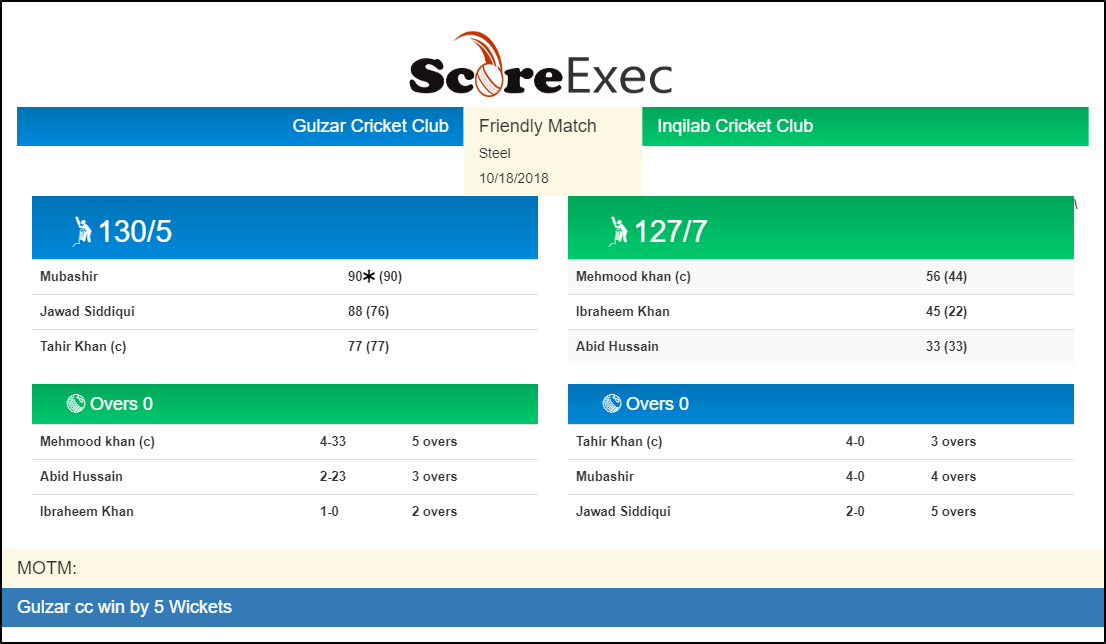 ScoreExec
Gulzar Cricket Club
Friendly Match
Steel
10/18/2018
Inqilab Cricket Club
\
130/5
Mubashir 90* (90)
Jawad Siddiqui 88 (76)
Tahir Khan (c) 77 (77)
127/7
Mehmood khan (c) 56 (44)
Ibraheem Khan 45 (22)
Abid Hussain 33 (33)
Overs 0
Mehmood khan (c) 4-33 5 overs
Abid Hussain 2-23 3 overs
Ibraheem Khan 1-0 2 overs
Overs 0
Tahir Khan (c) 4-0 3 overs
Mubashir 4-0 4 overs
Jawad Siddiqui 2-0 5 overs
MOTM:
Gulzar cc win by 5 Wickets